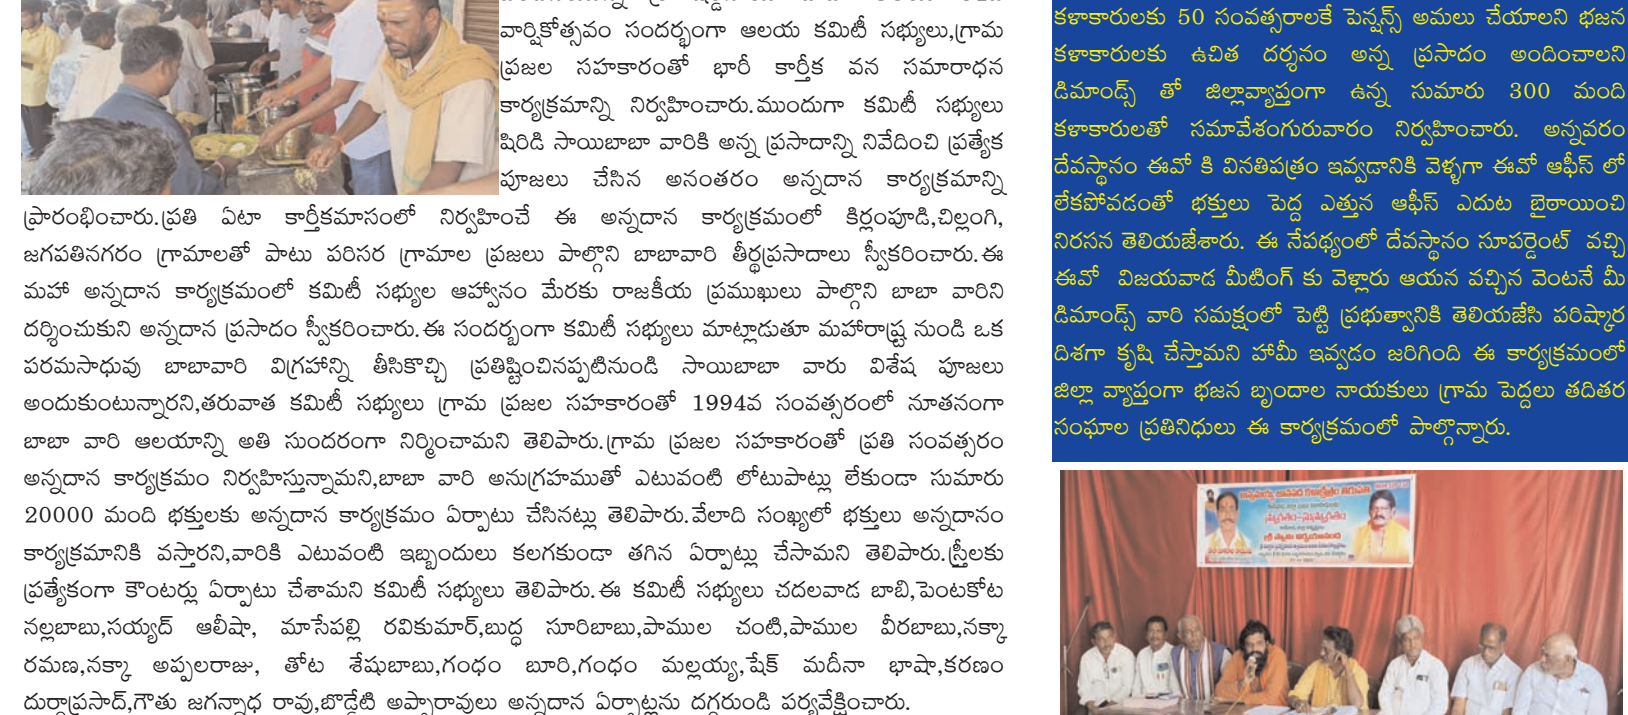 వార్షికోత్సవం సందర్భంగా ఆలయ కమిటీ సభ్యులు,గ్రామ
ప్రజల సహకారంతో భారీ కార్తీక వన సమారాధన
కార్యక్రమాన్ని నిర్వహించారు.ముందుగా కమిటీ సభ్యులు
షిరిడి సాయిబాబా వారికి అన్న ప్రసాదాన్ని నివేదించి ప్రత్యేక
పూజలు చేసిన అనంతరం అన్నదాన కార్యక్రమాన్ని
ప్రారంభించారు.ప్రతి ఏటా కార్తీకమాసంలో నిర్వహించే ఈ అన్నదాన కార్యక్రమంలో కిర్లంపూడి,చిల్లంగి,
జగపతినగరం గ్రామాలతో పాటు పరిసర గ్రామాల ప్రజలు పాల్గొని బాబావారి తీర్థప్రసాదాలు స్వీకరించారు.ఈ
మహా అన్నదాన కార్యక్రమంలో కమిటీ సభ్యుల ఆహ్వానం మేరకు రాజకీయ ప్రముఖులు పాల్గొని బాబా వారిని
దర్శించుకుని అన్నదాన ప్రసాదం స్వీకరించారు.ఈ సందర్భంగా కమిటీ సభ్యులు మాట్లాడుతూ మహారాష్ట్ర నుండి ఒక
పరమసాధువు బాబావారి విగ్రహాన్ని తీసికొచ్చి ప్రతిష్టించినప్పటినుండి సాయిబాబా వారు విశేష పూజలు
అందుకుంటున్నారని,తరువాత కమిటీ సభ్యులు గ్రామ ప్రజల సహకారంతో 1994వ సంవత్సరంలో నూతనంగా
బాబా వారి ఆలయాన్ని అతి సుందరంగా నిర్మించామని తెలిపారు.గ్రామ ప్రజల సహకారంతో ప్రతి సంవత్సరం
అన్నదాన కార్యక్రమం నిర్వహిస్తున్నామని,బాబా వారి అనుగ్రహముతో ఎటువంటి లోటుపాట్లు లేకుండా సుమారు
20000 మంది భక్తులకు అన్నదాన కార్యక్రమం ఏర్పాటు చేసినట్లు తెలిపారు.వేలాది సంఖ్యలో భక్తులు అన్నదానం
కార్యక్రమానికి వస్తారని,వారికి ఎటువంటి ఇబ్బందులు కలగకుండా తగిన ఏర్పాట్లు చేసామని తెలిపారు.స్త్రీలకు
ప్రత్యేకంగా కౌంటర్లు ఏర్పాటు చేశామని కమిటీ సభ్యులు తెలిపారు.ఈ కమిటీ సభ్యులు చదలవాడ బాబి,పెంటకోట
నల్లబాబు,సయ్యద్ ఆలీషా, మాసేపల్లి రవికుమార్,బుద్ధ సూరిబాబు,పాముల చంటి,పాముల వీరబాబు,నక్కా
రమణ,నక్కా అప్పలరాజు, తోట శేషుబాబు,గంధం బూరి,గంధం మల్లయ్య,షేక్ మదీనా భాషా,కరణం
దుర్గాప్రసాద్,గౌతు జగన్నాధ రావు,బొడ్డేటి అప్పారావులు అన్నదాన ఏర్పాట్లను దగ్గరుండి పర్యవేక్షించారు.
కళాకారులకు 50 సంవత్సరాలకే పెన్షన్స్ అమలు చేయాలని భజన
కళాకారులకు ఉచిత దర్శనం అన్న ప్రసాదం అందించాలని
డిమాండ్స్ తో జిల్లావ్యాప్తంగా ఉన్న సుమారు 300 మంది
కళాకారులతో సమావేశంగురువారం నిర్వహించారు. అన్నవరం
దేవస్థానం ఈవో కి వినతిపత్రం ఇవ్వడానికి వెళ్ళగా ఈవో ఆఫీస్ లో
లేకపోవడంతో భక్తులు పెద్ద ఎత్తున ఆఫీస్ ఎదుట బైఠాయించి
నిరసన తెలియజేశారు. ఈ నేపథ్యంలో దేవస్థానం సూపర్డెంట్ వచ్చి
ఈవో విజయవాడ మీటింగ్ కు వెళ్లారు ఆయన వచ్చిన వెంటనే మీ
డిమాండ్స్ వారి సమక్షంలో పెట్టి ప్రభుత్వానికి తెలియజేసి పరిష్కార
దిశగా కృషి చేస్తామని హామీ ఇవ్వడం జరిగింది ఈ కార్యక్రమంలో
జిల్లా వ్యాప్తంగా భజన బృందాల నాయకులు గ్రామ పెద్దలు తదితర
సంఘాల ప్రతినిధులు ఈ కార్యక్రమంలో పాల్గొన్నారు.